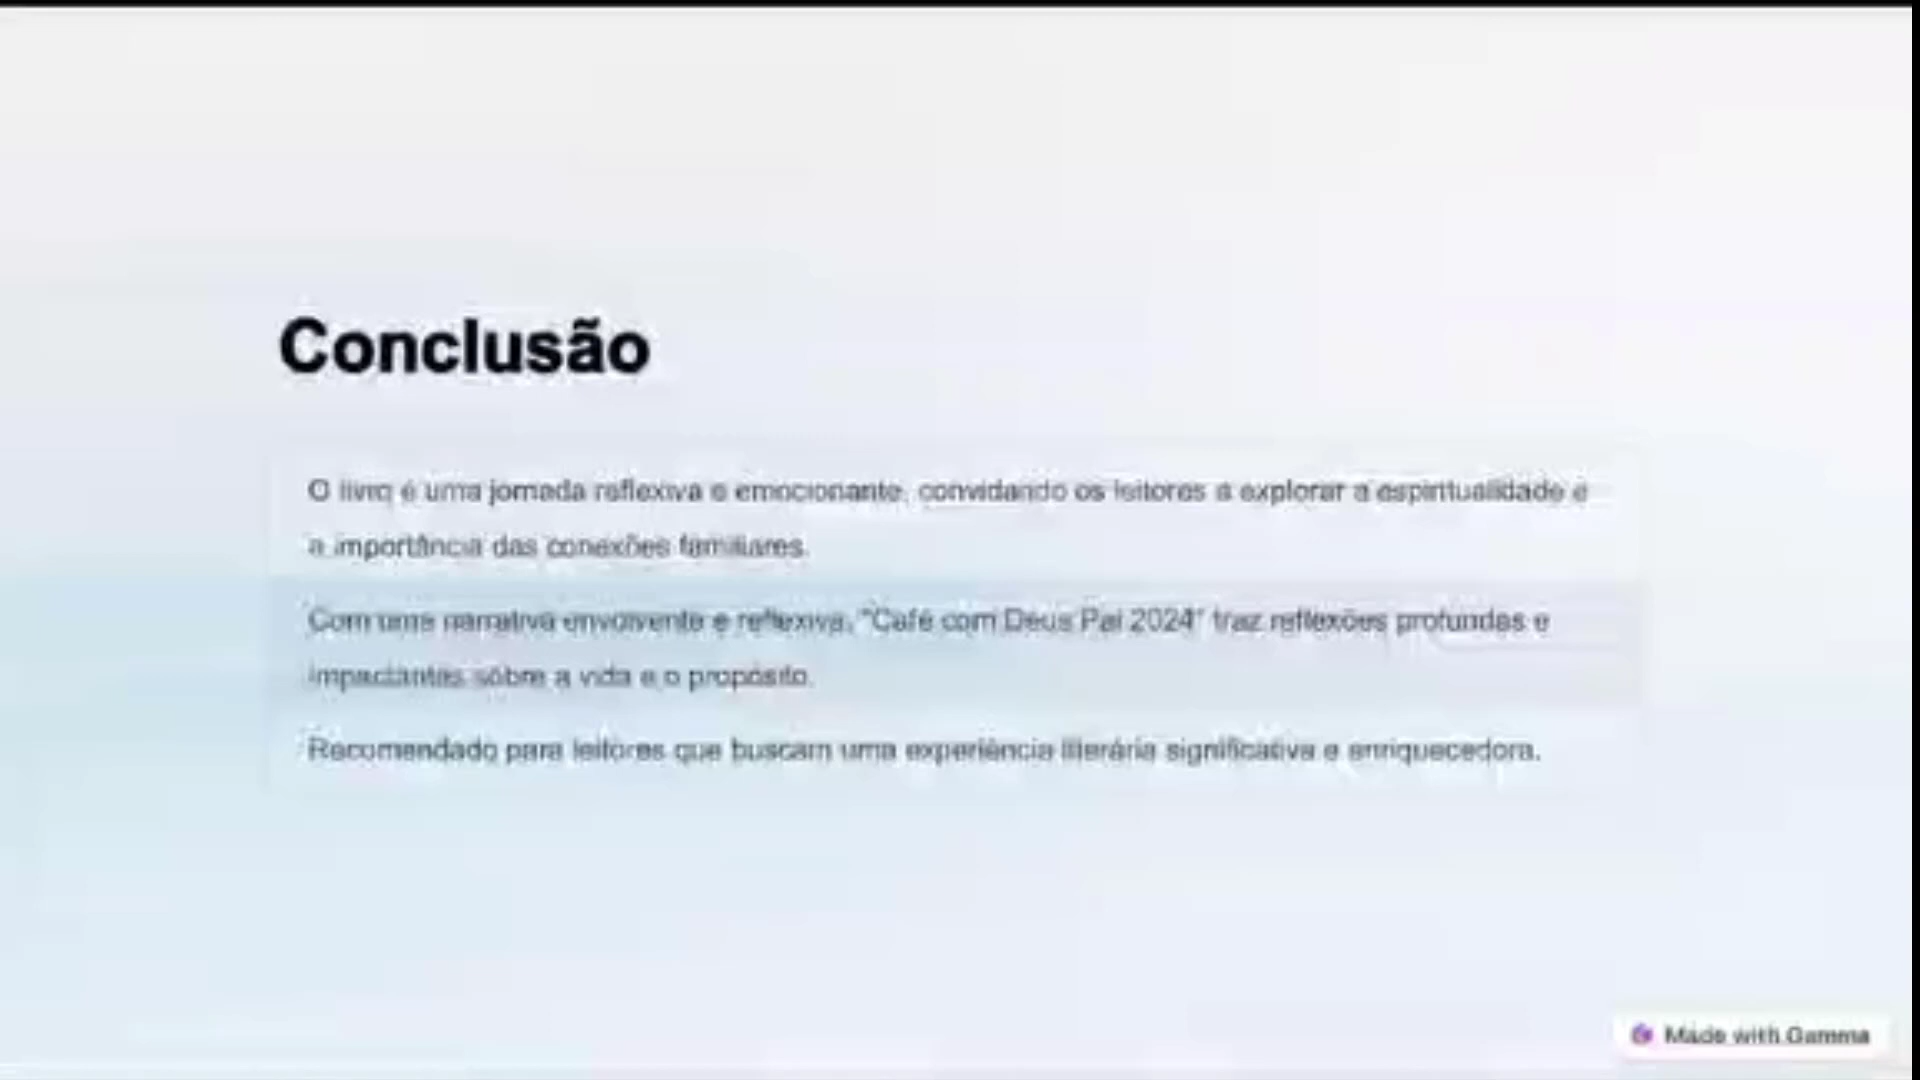 Conclusão
O livro é uma jornada reflexiva e emocionante, convidando os leitores a explorar a espiritualidade e
a importância das conexões familiares.
Com uma narrativa envolvente e reflexiva, "Café com Deus Pai 2024" traz reflexões profundas e
impactantes sobre a vida e o propósito.
Recomendado para leitores que buscam uma experiência literária significativa e enriquecedora.
Made with Gamma